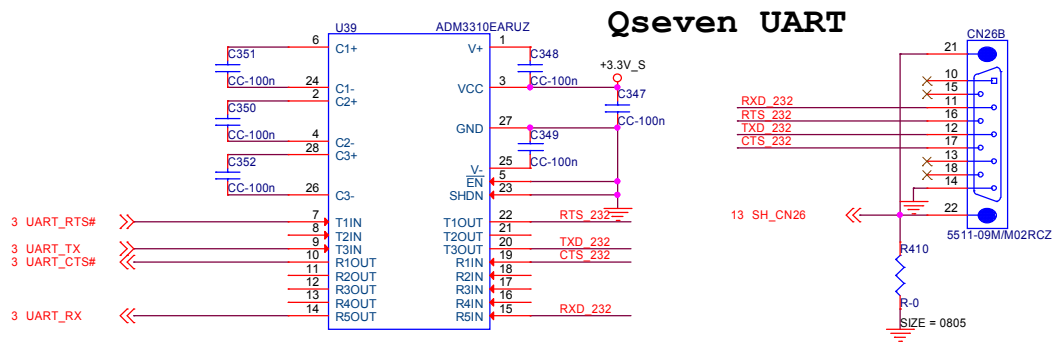 Qseven UART
U39
ADM3310EARUZ
6 C1+
V+ 1
C351
CC-100n
C348
CC-100n
24 C1-
VCC 3
+3.3V_S
2 C2+
C350
CC-100n
C347
CC-100n
4 C2-
GND 27
28 C3+
C349
CC-100n
C352
CC-100n
V- 25
EN 5
26 C3-
SHDN 23
3 UART_RTS# 7 T1IN
T1OUT 22 RTS_232
8 T2IN
T2OUT 21
3 UART_TX 9 T3IN
T3OUT 20 TXD_232
3 UART_CTS# 10 R1OUT
R1IN 19 CTS_232
11 R2OUT
R2IN 18
12 R3OUT
R3IN 17
13 R4OUT
R4IN 16
3 UART_RX 14 R5OUT
R5IN 15 RXD_232
CN26B
21
10
15
RXD_232 11
RTS_232 16
TXD_232 12
CTS_232 17
13
18
14
13 SH_CN26
22
5511-09M/M02RCZ
R410
R-0
SIZE = 0805